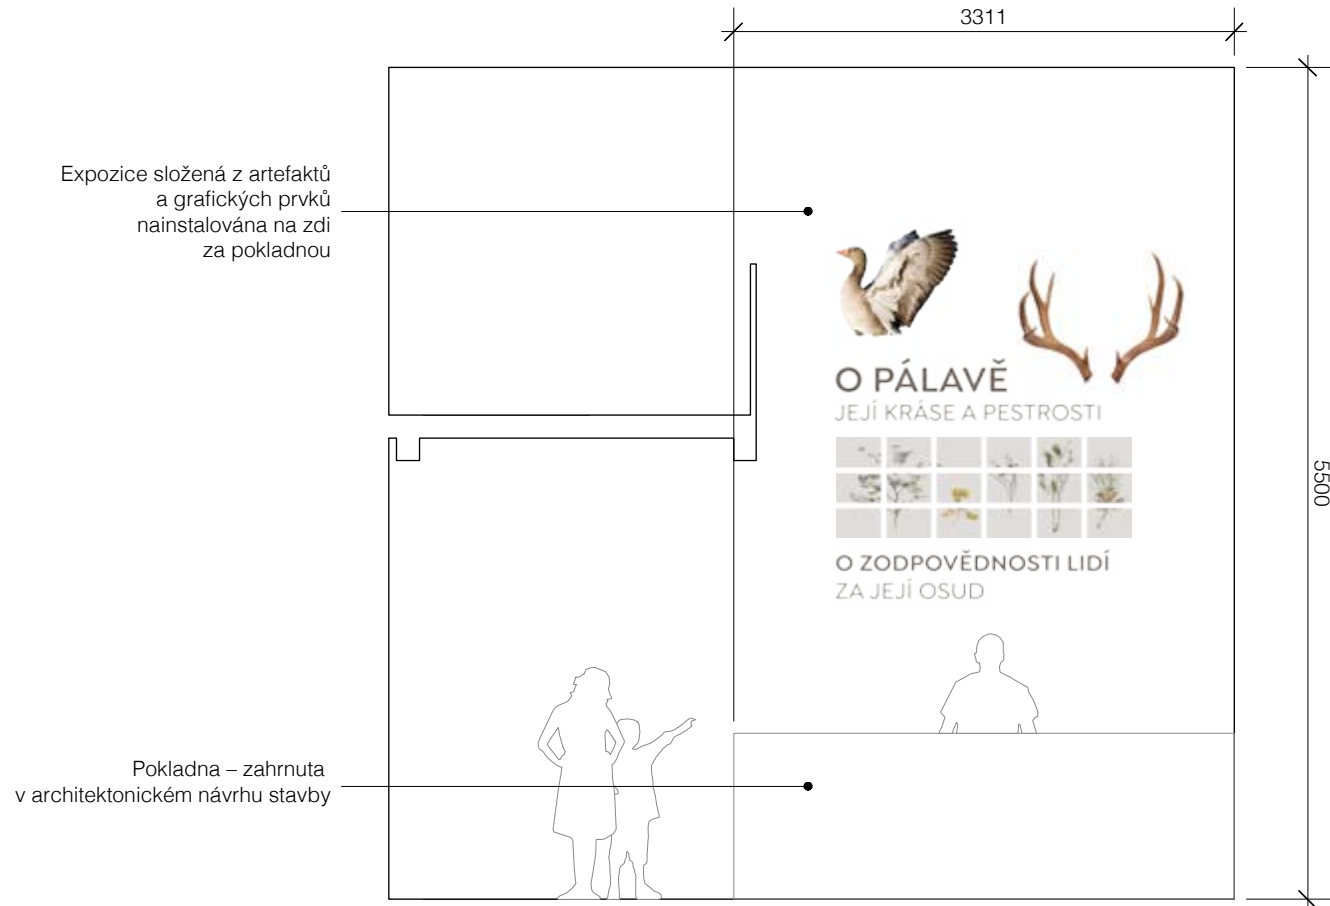 3311
Expozice složená z artefaktů
a grafických prvků
nainstalována na zdi
za pokladnou
O PÁLAVĚ
JEJÍ KRÁSE A PESTROSTI
5500
O ZODPOVĚDNOSTI LIDÍ
ZA JEJÍ OSUD
Pokladna – zahrnuta
v architektonickém návrhu stavby